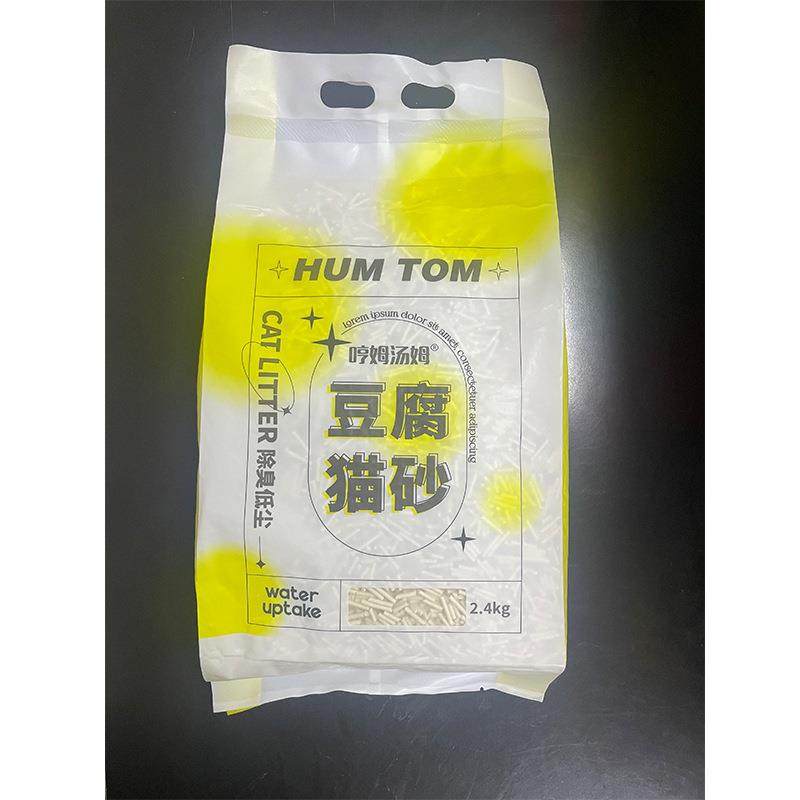 HUM TOM
lorem ipsum dolor sit amet, consectetuer adipiscing
哼姆汤姆®
豆腐
猫砂
CAT LITTER 除臭低尘
water
uptake
2.4kg